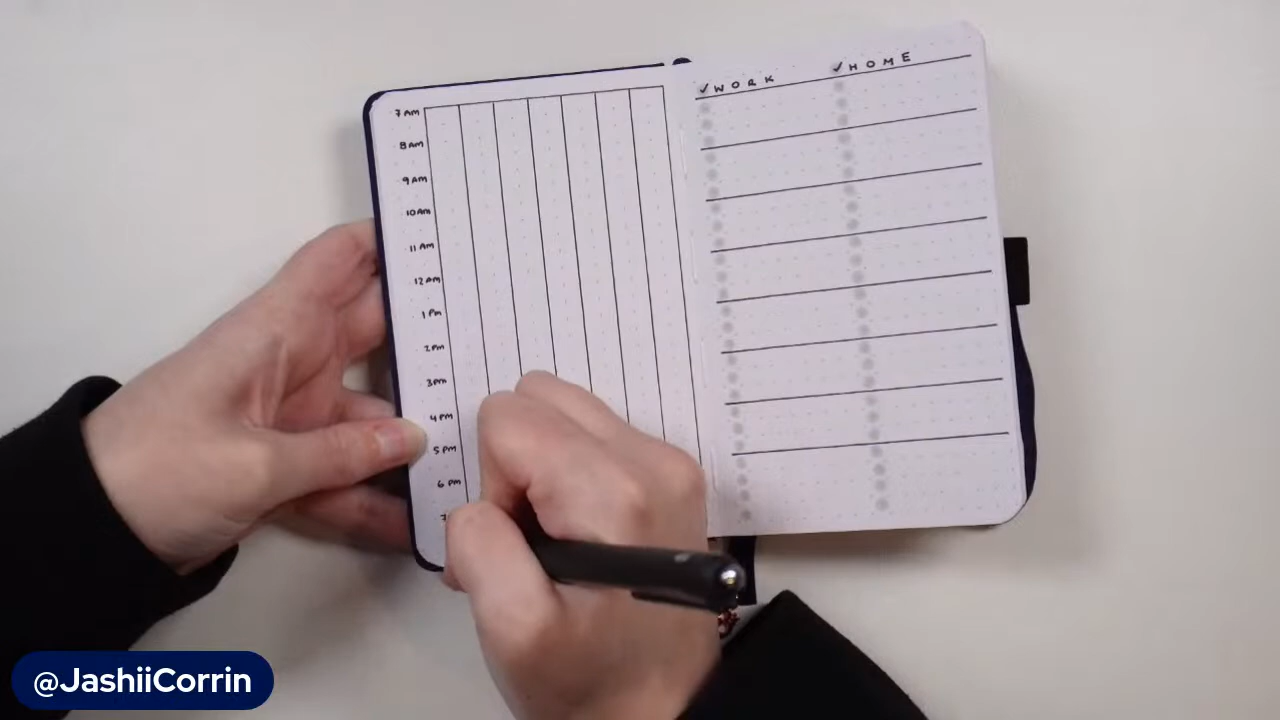 7 AM
8 AM
9 AM
10 AM
11 AM
12 AM
1 PM
2 PM
3 PM
4 PM
5 PM
6 PM
7
✓ WORK ✓ HOME
@JashiiCorrin